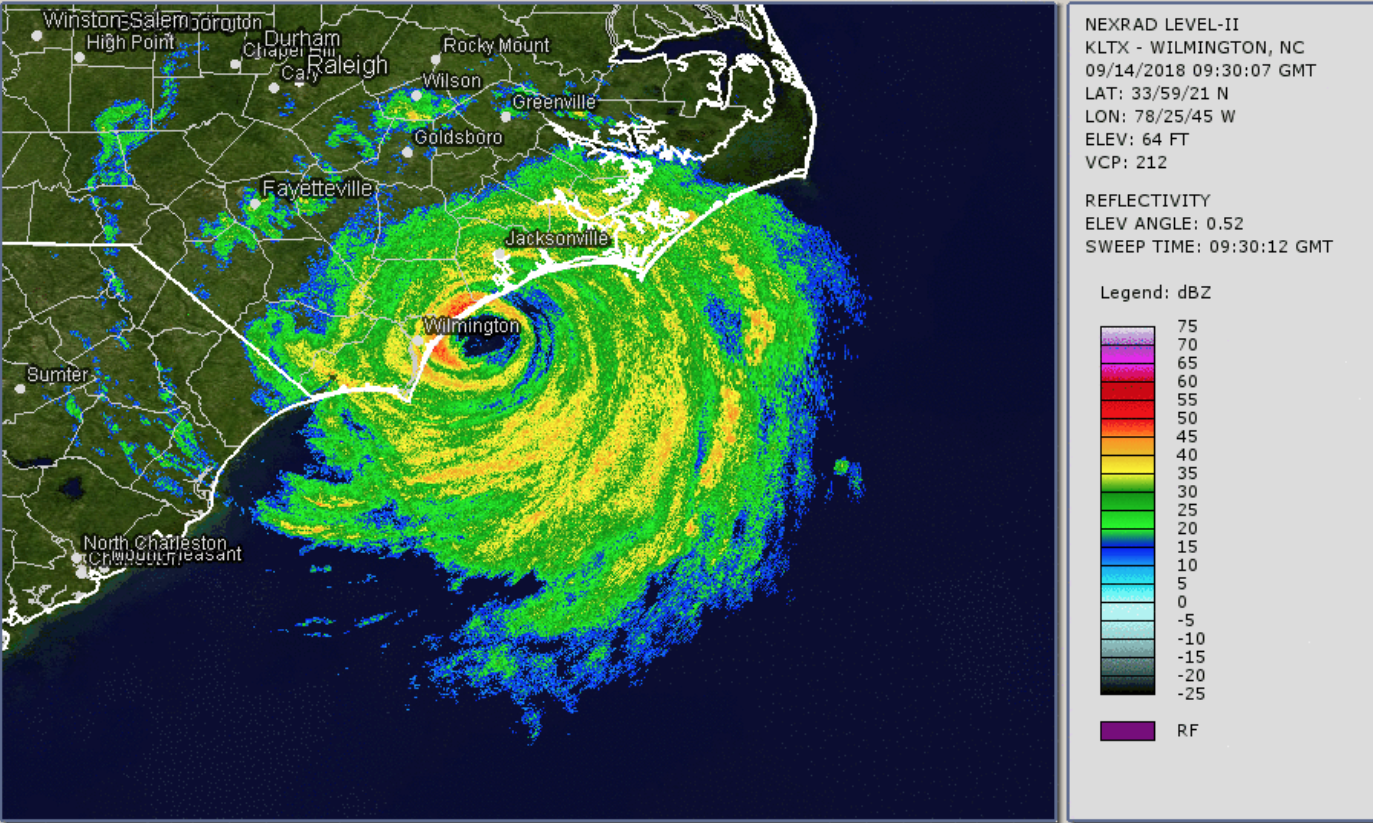 Winston-Salem
High Point
Durham
Chapel Hill
Cary
Raleigh
Rocky Mount
Wilson
Greenville
Goldsboro
Fayetteville
Jacksonville
Wilmington
Sumter
North Charleston
Charleston
Mount Pleasant
NEXRAD LEVEL-II
KLTX - WILMINGTON, NC
09/14/2018 09:30:07 GMT
LAT: 33/59/21 N
LON: 78/25/45 W
ELEV: 64 FT
VCP: 212
REFLECTIVITY
ELEV ANGLE: 0.52
SWEEP TIME: 09:30:12 GMT
Legend: dBZ
75
70
65
60
55
50
45
40
35
30
25
20
15
10
5
0
-5
-10
-15
-20
-25
RF